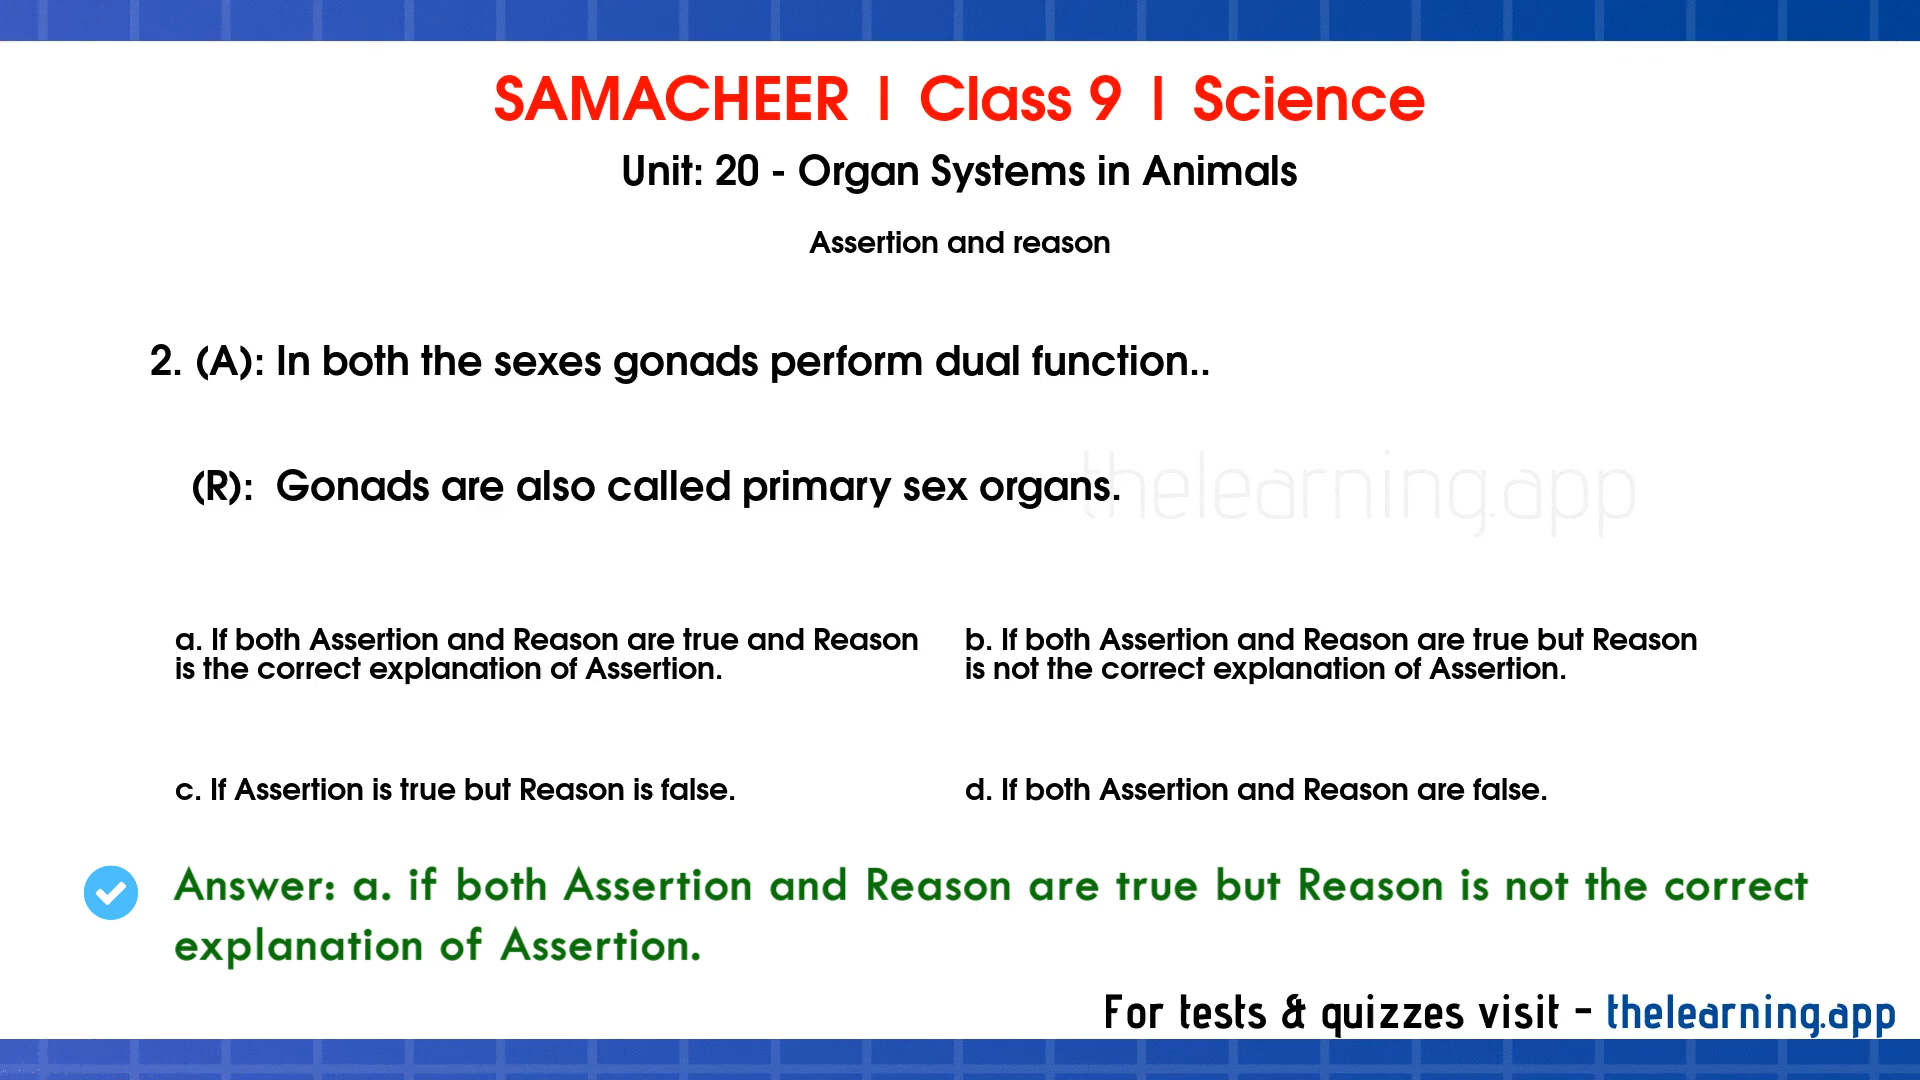 SAMACHEER | Class 9 | Science
Unit: 20 - Organ Systems in Animals
Assertion and reason
2. (A): In both the sexes gonads perform dual function..
(R): Gonads are also called primary sex organs.
thelearning.app
a. If both Assertion and Reason are true and Reason
is the correct explanation of Assertion.
b. If both Assertion and Reason are true but Reason
is not the correct explanation of Assertion.
c. If Assertion is true but Reason is false.
d. If both Assertion and Reason are false.
Answer: a. if both Assertion and Reason are true but Reason is not the correct
explanation of Assertion.
For tests & quizzes visit - thelearning.app